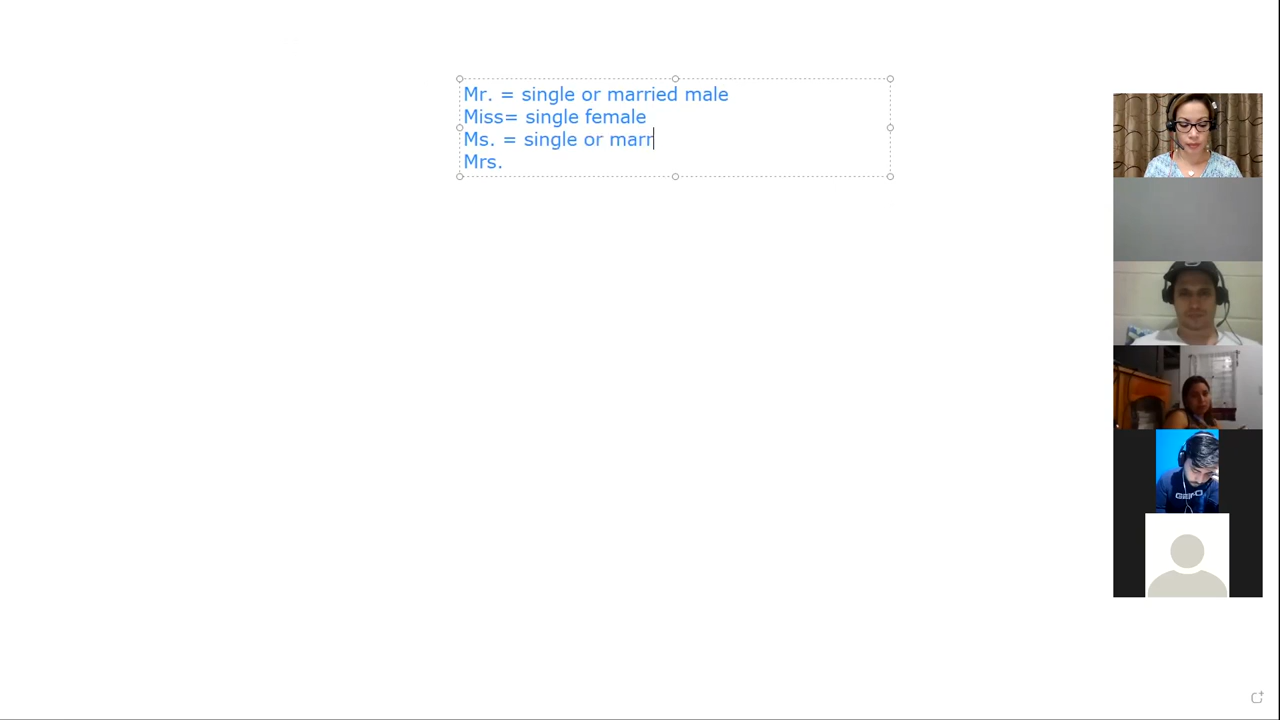 Mr. = single or married male
Miss= single female
Ms. = single or marr
Mrs.